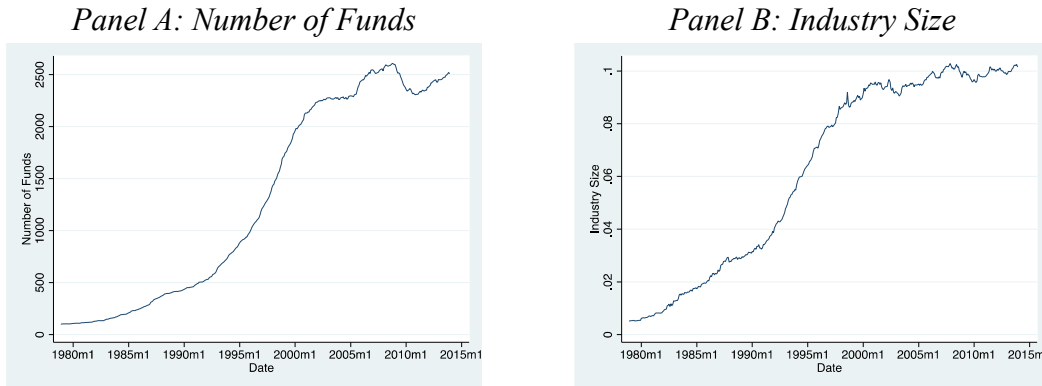 Panel A: Number of Funds
Number of Funds
2500
2000
1500
1000
500
0
1980m1 1985m1 1990m1 1995m1 2000m1 2005m1 2010m1 2015m1
Date
Panel B: Industry Size
Industry Size
.1
.08
.06
.04
.02
0
1980m1 1985m1 1990m1 1995m1 2000m1 2005m1 2010m1 2015m
Date